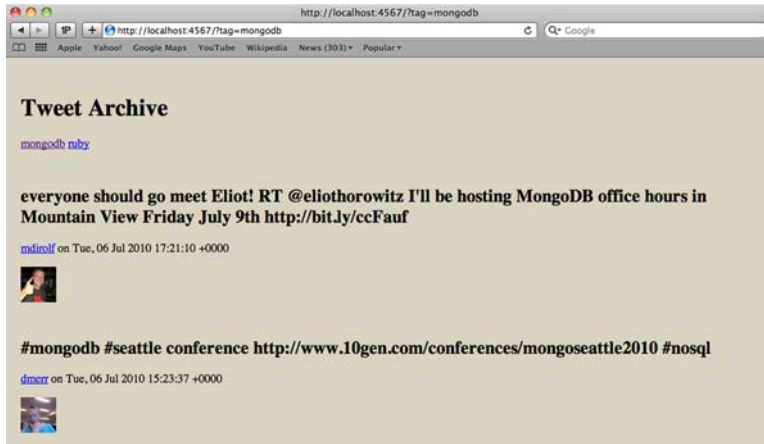 http://localhost:4567/?tag=mongodb
1P + http://localhost:4567/?tag=mongodb Google
Apple Yahoo! Google Maps YouTube Wikipedia News (303) Popular
Tweet Archive
mongodb ruby
everyone should go meet Eliot! RT @eliothorowitz I'll be hosting MongoDB office hours in
Mountain View Friday July 9th http://bit.ly/ccFauf
mdirolf on Tue, 06 Jul 2010 17:21:10 +0000
#mongodb #seattle conference http://www.10gen.com/conferences/mongoseattle2010 #nosql
dmerr on Tue, 06 Jul 2010 15:23:37 +0000